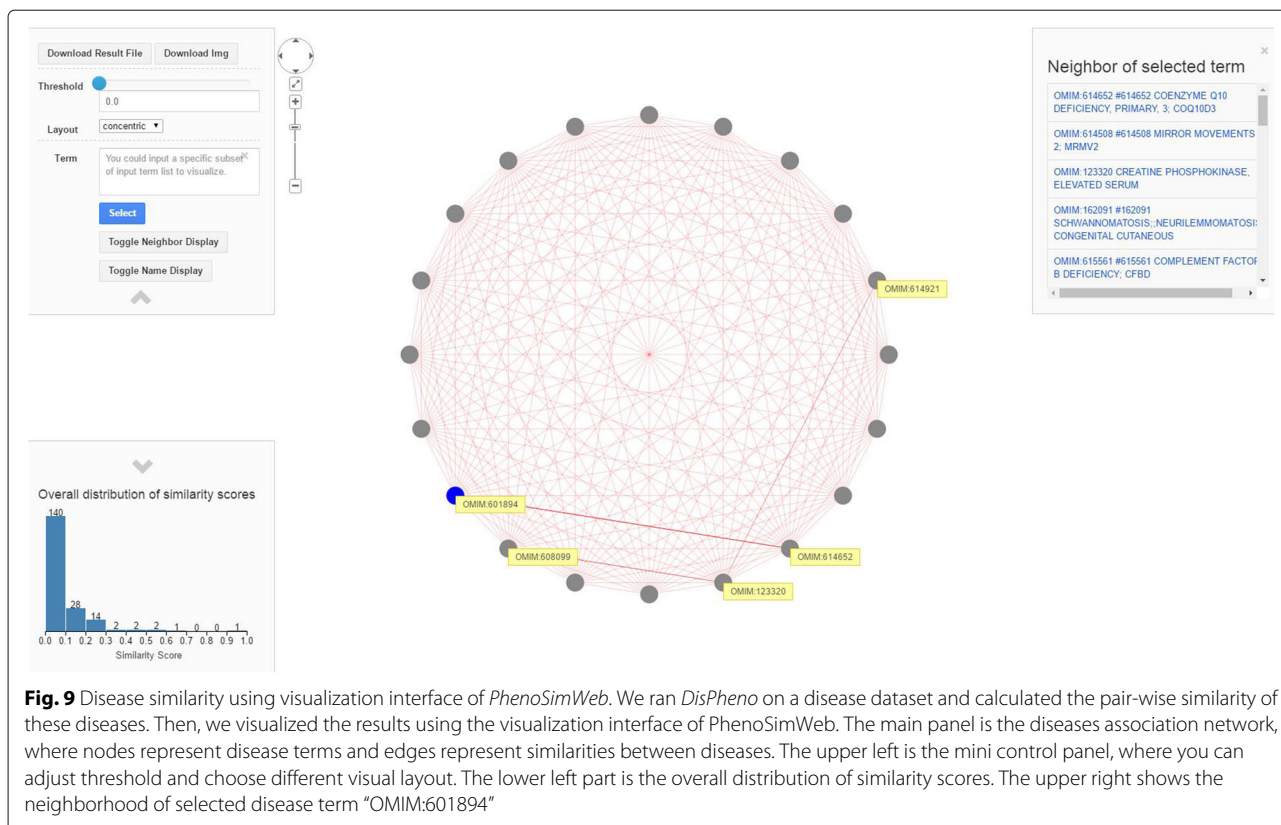 Download Result File Download Img
Threshold
0.0
Layout concentric
Term You could input a specific subset
of input term list to visualize.
Select
Toggle Neighbor Display
Toggle Name Display
Neighbor of selected term
OMIM:614652 #614652 COENZYME Q10
DEFICIENCY, PRIMARY, 3; COQ10D3
OMIM:614508 #614508 MIRROR MOVEMENTS
2; MRMV2
OMIM:123320 CREATINE PHOSPHOKINASE,
ELEVATED SERUM
OMIM:162091 #162091
SCHWANNOMATOSIS;;NEURILEMMOMATOSIS
CONGENITAL CUTANEOUS
OMIM:615561 #615561 COMPLEMENT FACTOR
B DEFICIENCY; CFBD
OMIM:614921
OMIM:601894
OMIM:608099
OMIM:614652
OMIM:123320
Overall distribution of similarity scores
140
28
14
2 2 2 1 0 0 1
0.0 0.1 0.2 0.3 0.4 0.5 0.6 0.7 0.8 0.9 1.0
Similarity Score
Fig. 9 Disease similarity using visualization interface of PhenoSimWeb. We ran DisPheno on a disease dataset and calculated the pair-wise similarity of
these diseases. Then, we visualized the results using the visualization interface of PhenoSimWeb. The main panel is the diseases association network,
where nodes represent disease terms and edges represent similarities between diseases. The upper left is the mini control panel, where you can
adjust threshold and choose different visual layout. The lower left part is the overall distribution of similarity scores. The upper right shows the
neighborhood of selected disease term "OMIM:601894"